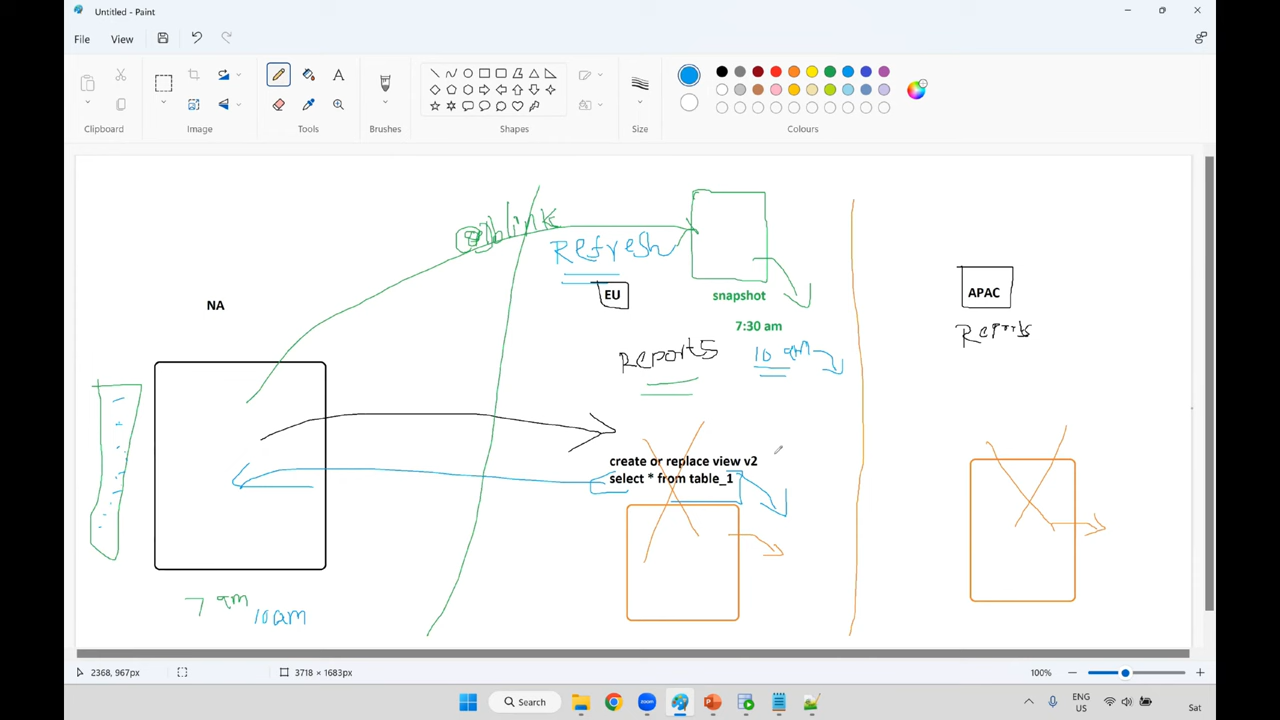 Untitled - Paint
File View
Clipboard Image Tools Brushes Shapes Size Colours
Refresh
EU
snapshot
7:30 am
NA
APAC
Reports
Reports
10 am
create or replace view v2
select * from table_1
7 am
10am
2368, 967px
3718 × 1683px
100%
Search
ENG
US
Sat